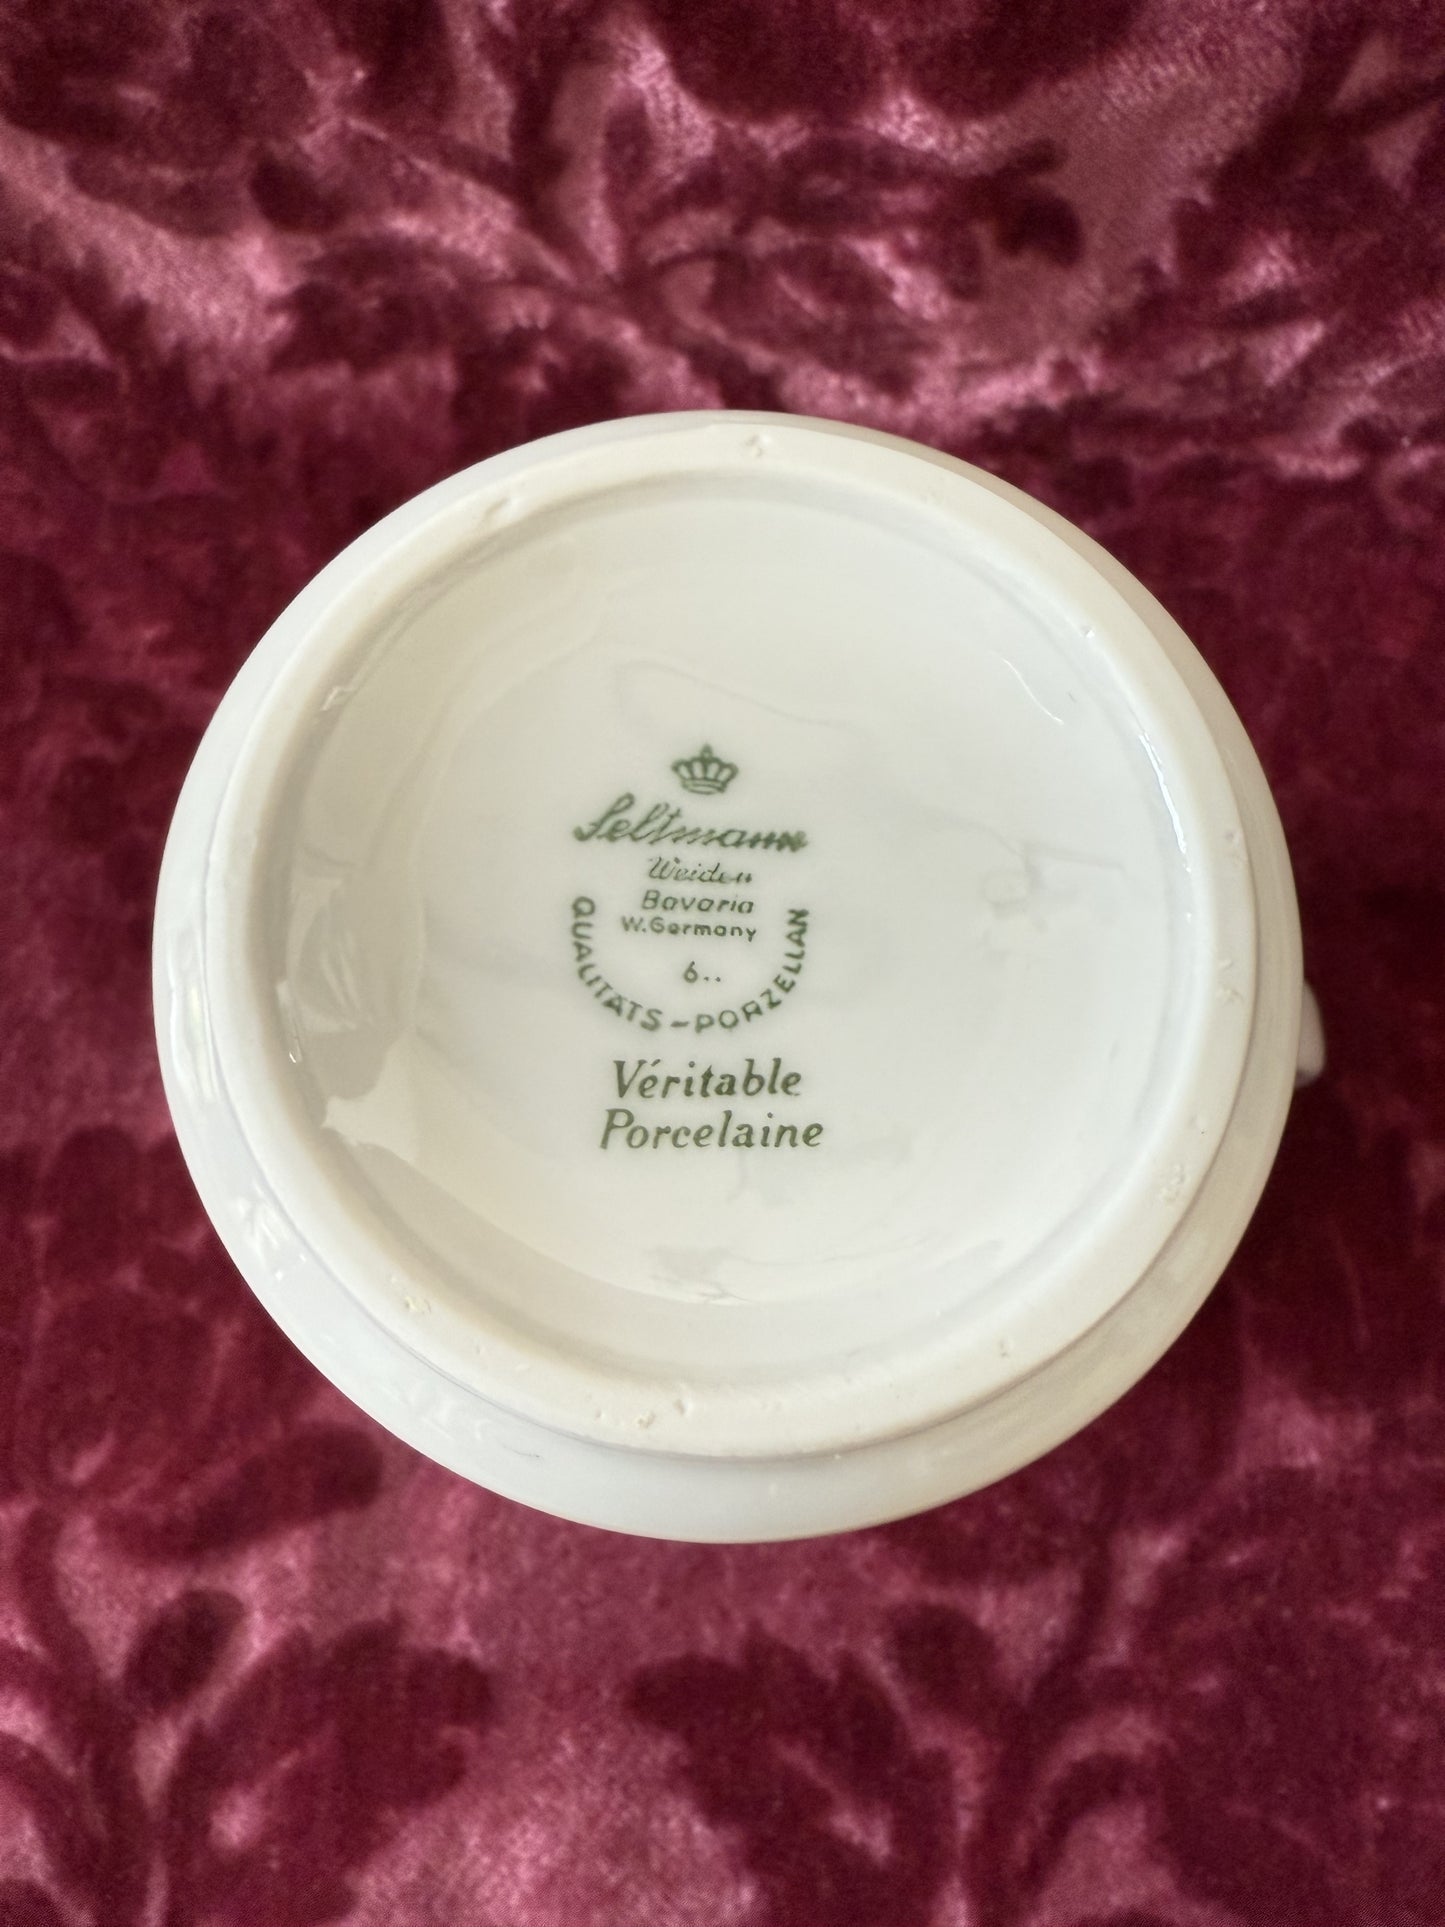 Seltmann
Weiden
Bavaria
W.Germany
6..
QUALITÄTS-PORZELLAN
Véritable
Porcelaine